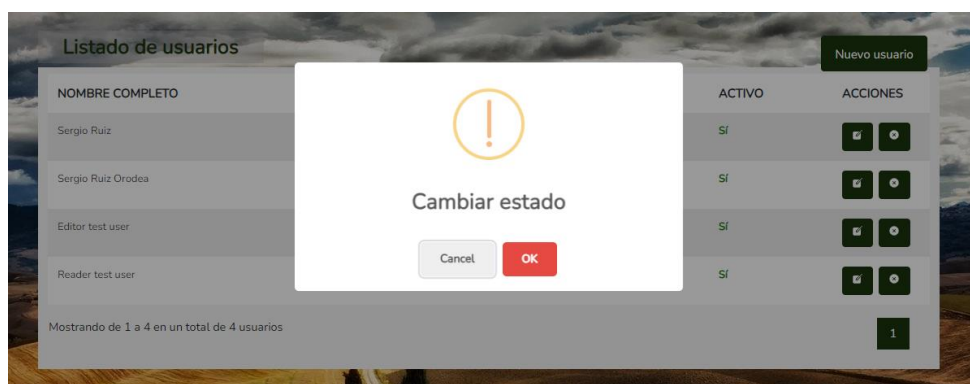 Listado de usuarios
Nuevo usuario
NOMBRE COMPLETO ACTIVO ACCIONES
Sergio Ruiz Sí
Sergio Ruiz Orodea Sí
Editor test user Sí
Reader test user Sí
Cambiar estado
Cancel OK
Mostrando de 1 a 4 en un total de 4 usuarios
1